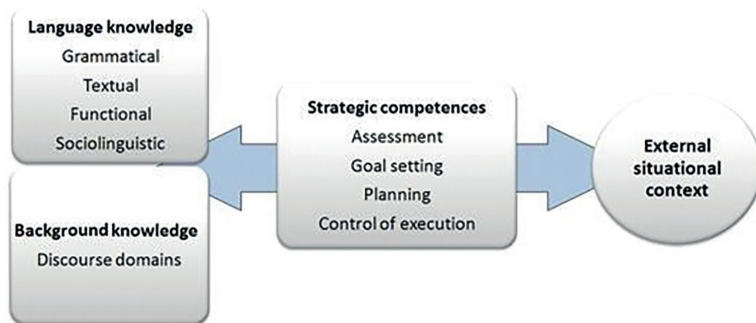 Language knowledge
Grammatical
Textual
Functional
Sociolinguistic
Background knowledge
Discourse domains
Strategic competences
Assessment
Goal setting
Planning
Control of execution
External
situational
context